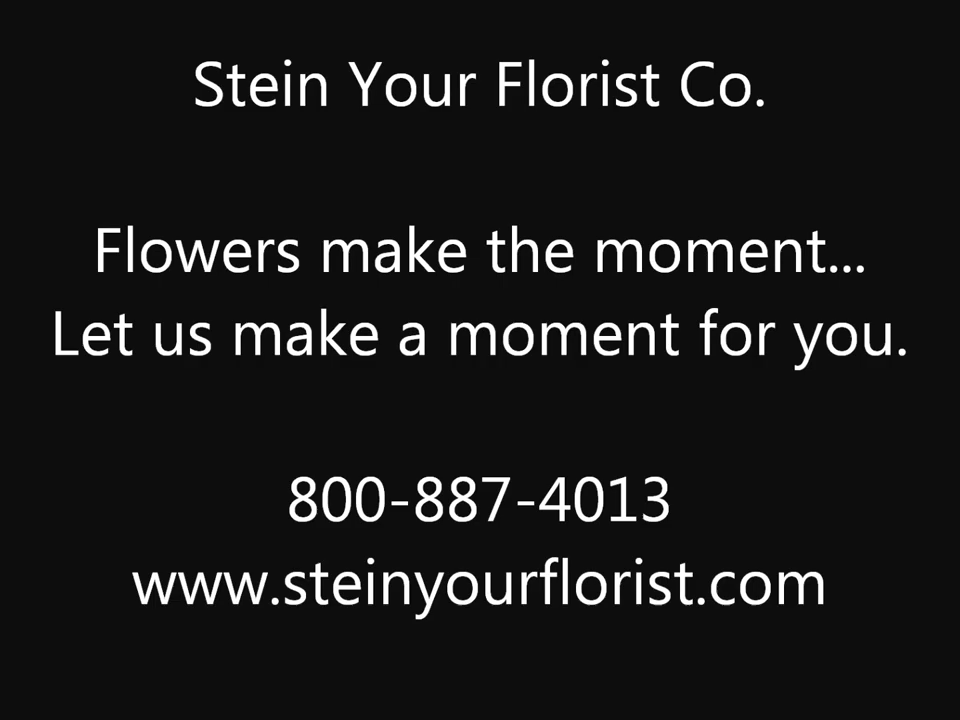 Stein Your Florist Co.
Flowers make the moment...
Let us make a moment for you.
800-887-4013
www.steinyourflorist.com